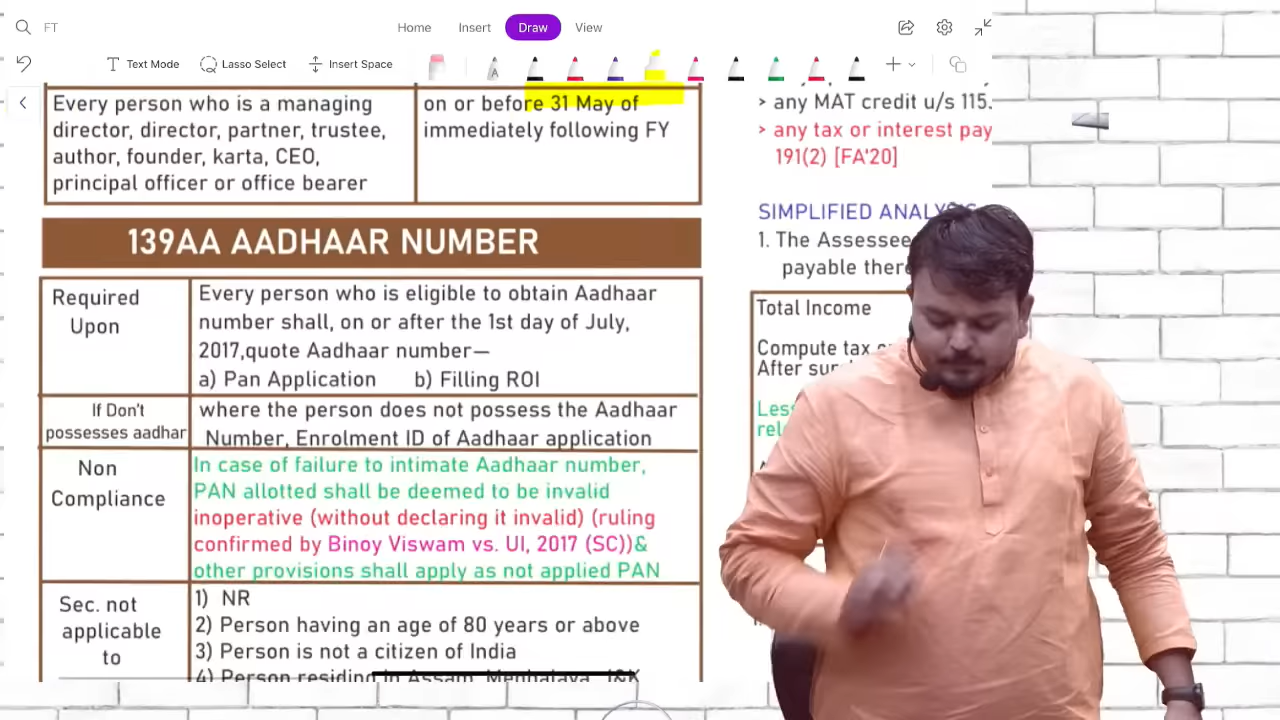 FT
Home Insert Draw View
Text Mode Lasso Select Insert Space
A
Every person who is a managing
director, director, partner, trustee,
author, founder, karta, CEO,
principal officer or office bearer
on or before 31 May of
immediately following FY
139AA AADHAAR NUMBER
Required
Upon
Every person who is eligible to obtain Aadhaar
number shall, on or after the 1st day of July,
2017,quote Aadhaar number—
a) Pan Application b) Filling ROI
If Don't
possesses aadhar
where the person does not possess the Aadhaar
Number, Enrolment ID of Aadhaar application
Non
Compliance
In case of failure to intimate Aadhaar number,
PAN allotted shall be deemed to be invalid
inoperative (without declaring it invalid) (ruling
confirmed by Binoy Viswam vs. UI, 2017 (SC))&
other provisions shall apply as not applied PAN
Sec. not
applicable
to
1) NR
2) Person having an age of 80 years or above
3) Person is not a citizen of India
4) Person residing in Assam, Meghalaya, J&K
> any MAT credit u/s 115
> any tax or interest pay
191(2) [FA'20]
SIMPLIFIED
1. The Assessee
payable
Total Income
Compute tax
After